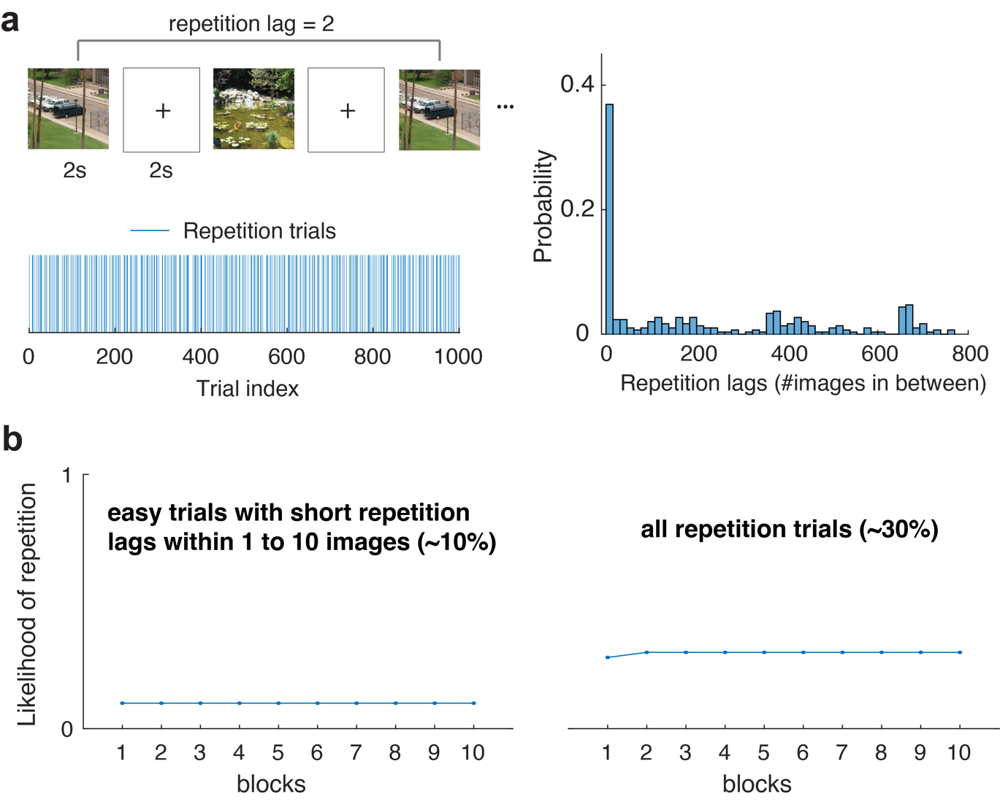 a
repetition lag = 2
+
+
...
2s
2s
Repetition trials
0 200 400 600 800 1000
Trial index
0.4
0.2
0
Probability
0 200 400 600 800
Repetition lags (#images in between)
b
1
0
Likelihood of repetition
easy trials with short repetition
lags within 1 to 10 images (~10%)
1 2 3 4 5 6 7 8 9 10
blocks
all repetition trials (~30%)
1 2 3 4 5 6 7 8 9 10
blocks